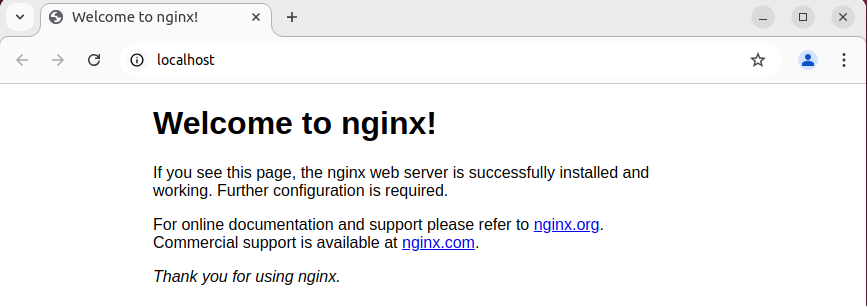 Welcome to nginx!
localhost
Welcome to nginx!
If you see this page, the nginx web server is successfully installed and
working. Further configuration is required.
For online documentation and support please refer to nginx.org.
Commercial support is available at nginx.com.
Thank you for using nginx.